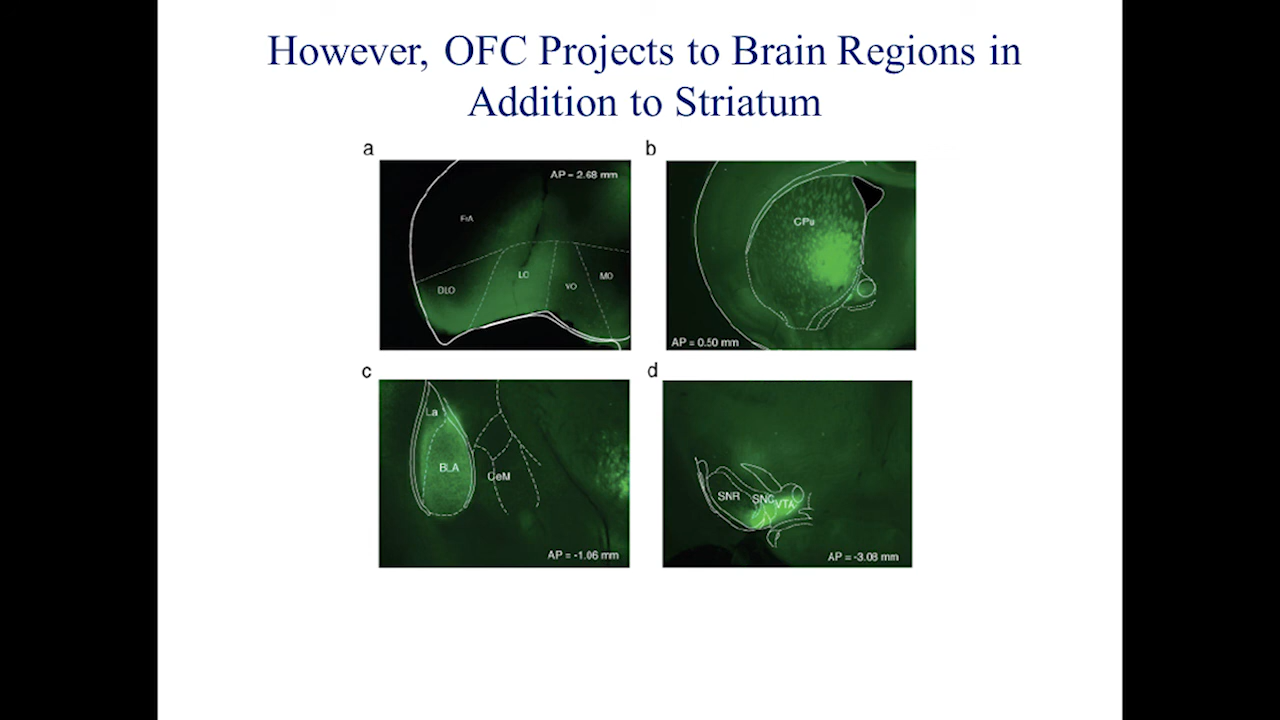 However, OFC Projects to Brain Regions in
Addition to Striatum
a
AP = 2.68 mm
FrA
DLO
LO
VO
MO
b
CPu
AP = 0.50 mm
c
La
BLA
CeM
AP = -1.06 mm
d
SNR
SNC
VTA
AP = -3.08 mm